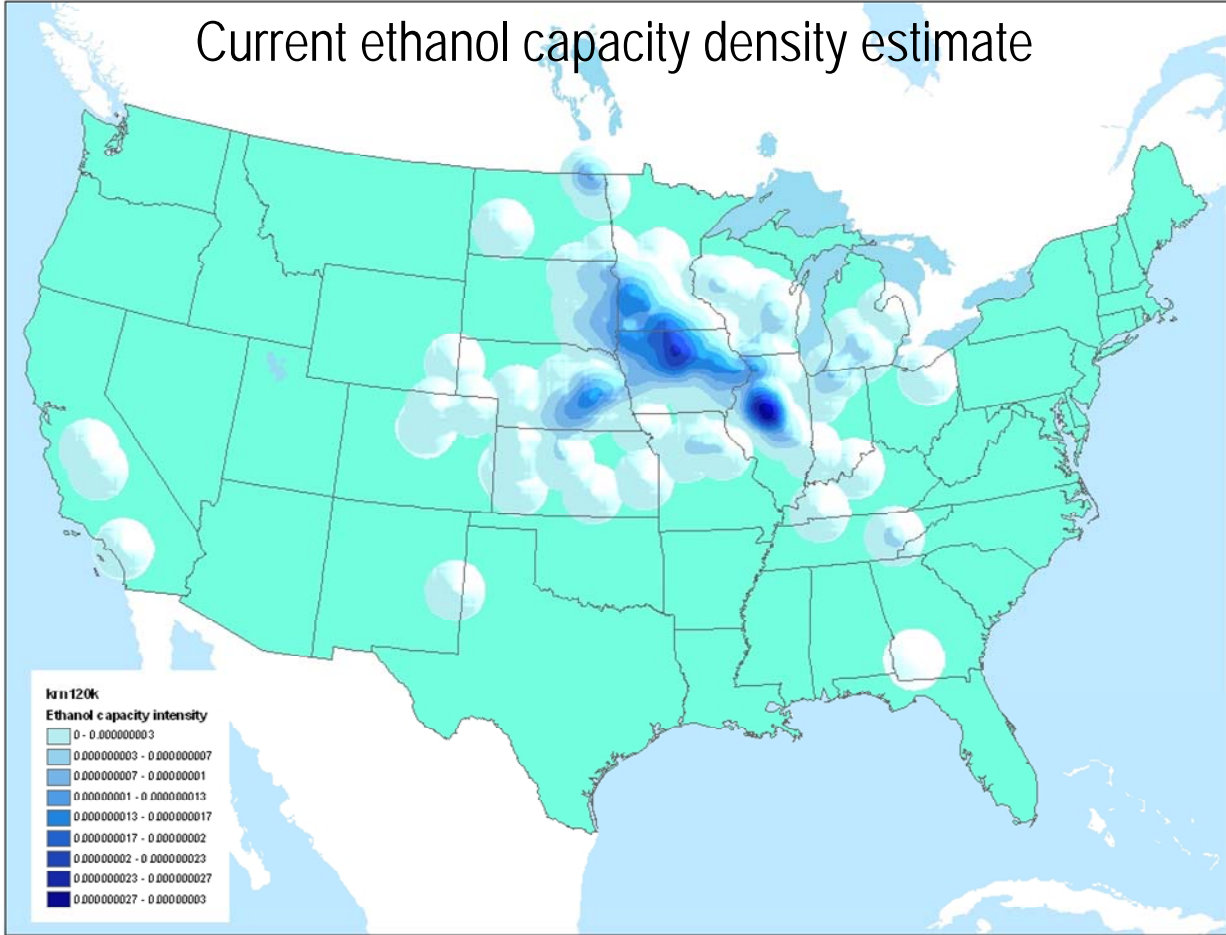 Current ethanol capacity density estimate
krn120k
Ethanol capacity intensity
0 - 0.000000003
0.000000003 - 0.000000007
0.000000007 - 0.00000001
0.00000001 - 0.000000013
0.000000013 - 0.000000017
0.000000017 - 0.00000002
0.00000002 - 0.000000023
0.000000023 - 0.000000027
0.000000027 - 0.00000003